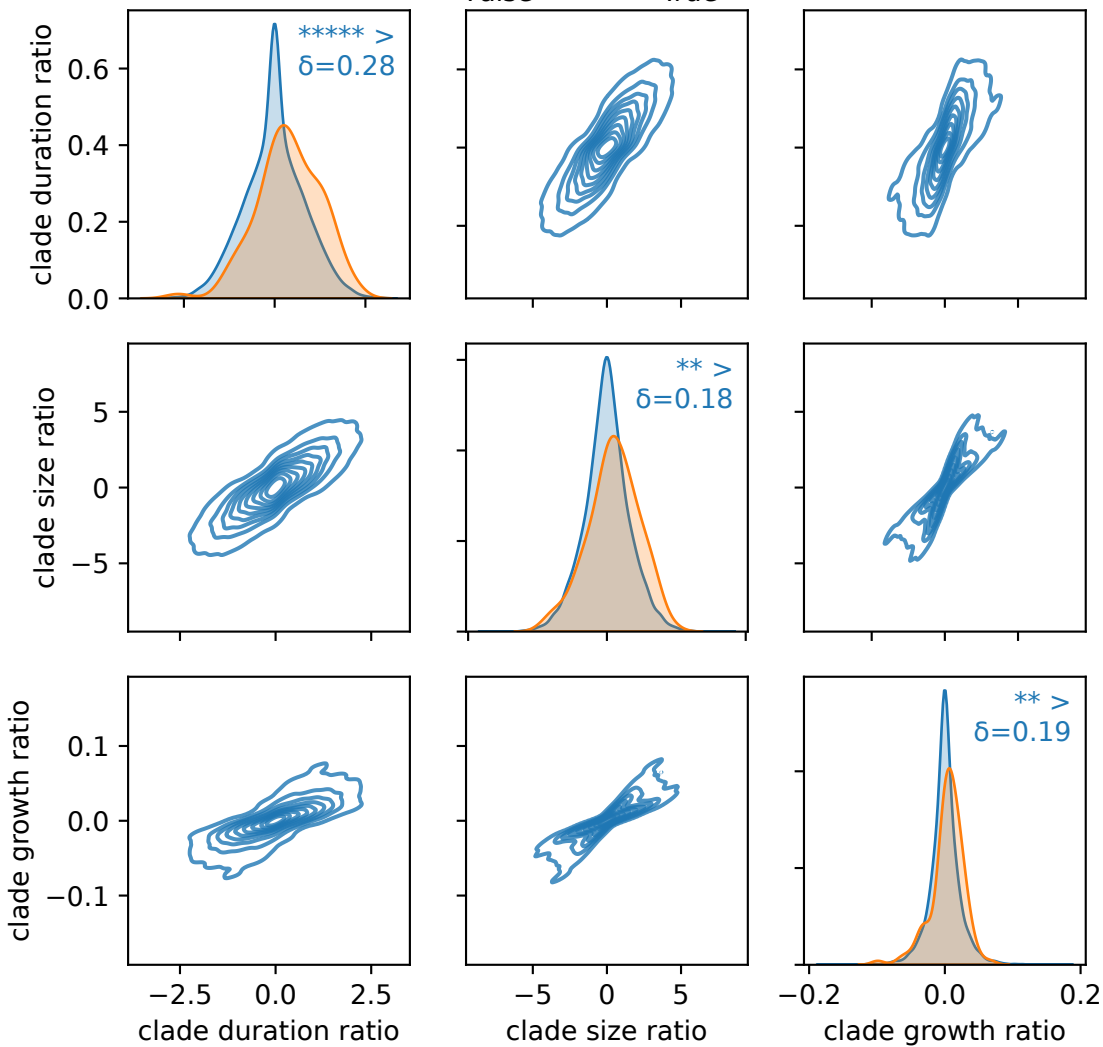 clade duration ratio
0.6
0.4
0.2
0.0
***** >
δ=0.28
clade size ratio
5
0
−5
** >
δ=0.18
clade growth ratio
0.1
0.0
−0.1
** >
δ=0.19
−2.5 0.0 2.5
−5 0 5
−0.2 0.0 0.2
clade duration ratio
clade size ratio
clade growth ratio